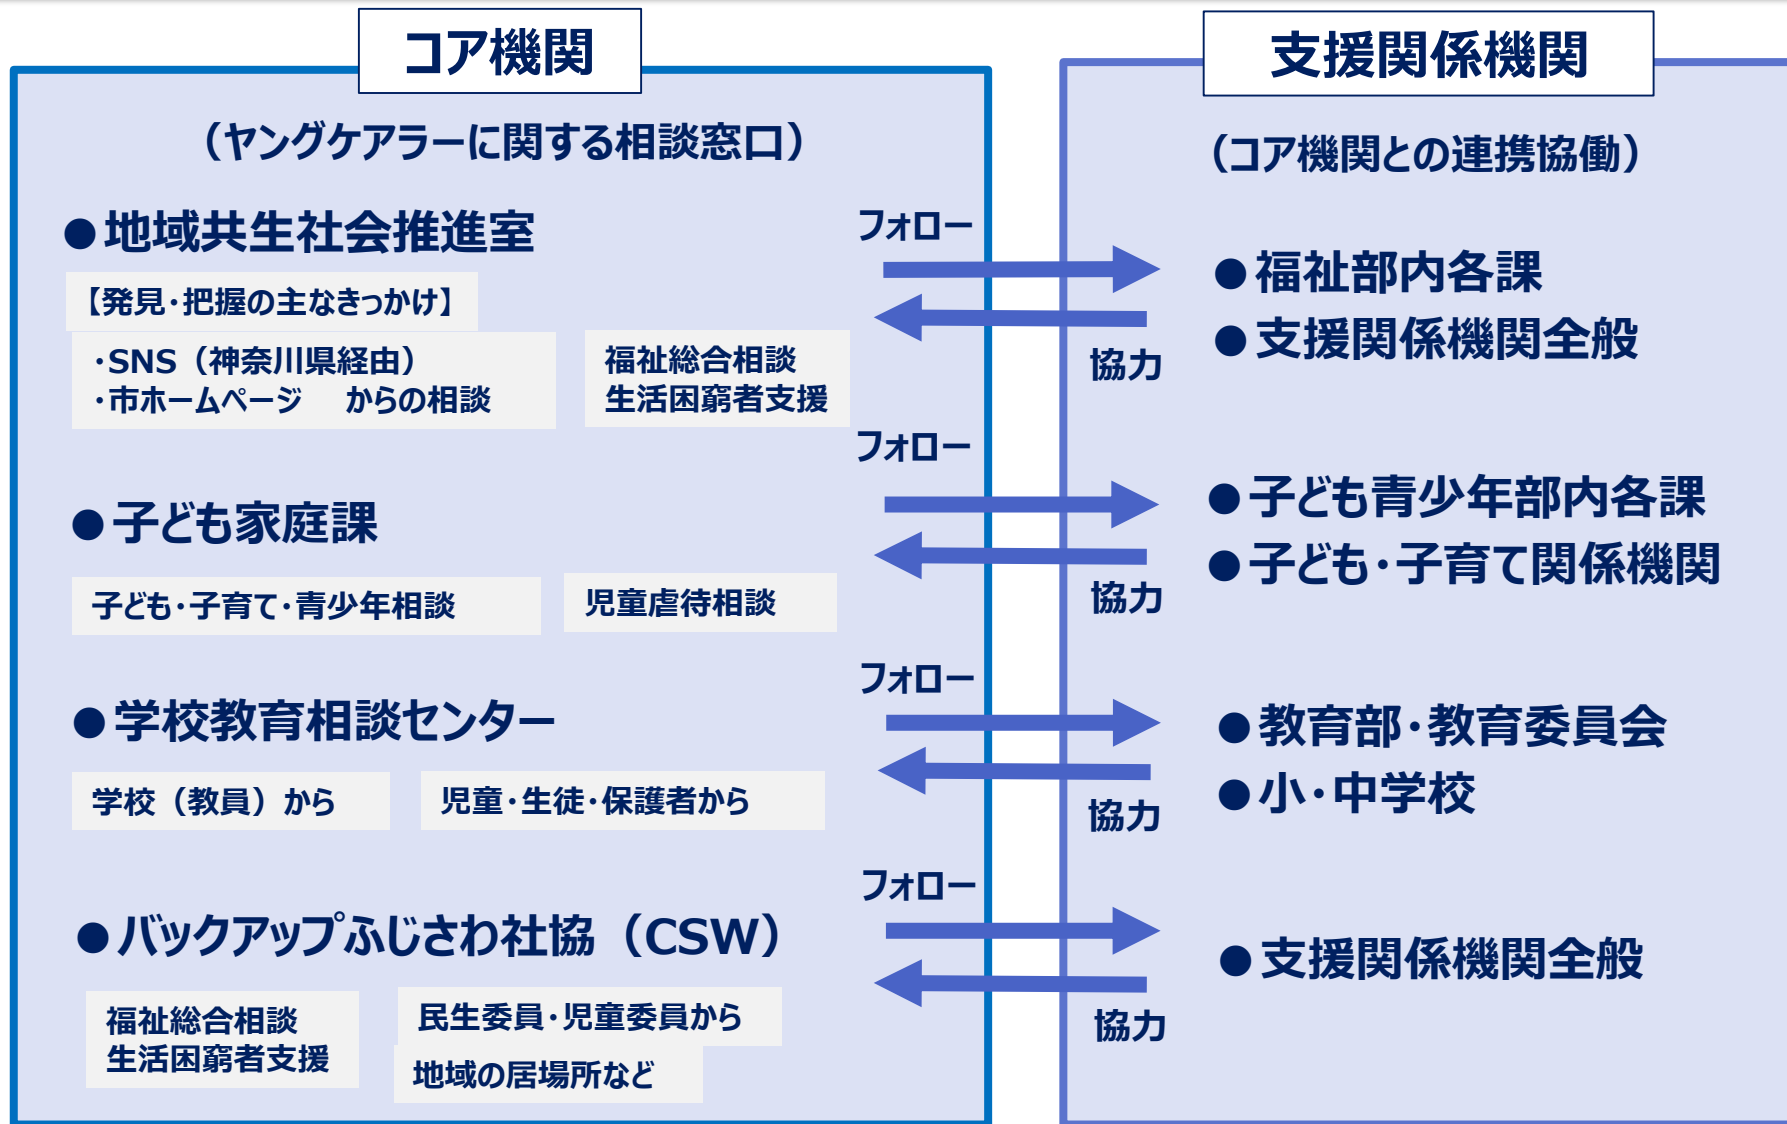 コア機関
（ヤングケアラーに関する相談窓口）
●地域共生社会推進室
【発見・把握の主なきっかけ】
・SNS（神奈川県経由）
・市ホームページ　からの相談
福祉総合相談
生活困窮者支援
●子ども家庭課
子ども・子育て・青少年相談
児童虐待相談
●学校教育相談センター
学校（教員）から
児童・生徒・保護者から
●バックアップふじさわ社協（CSW）
福祉総合相談
生活困窮者支援
民生委員・児童委員から
地域の居場所など
フォロー
協力
フォロー
協力
フォロー
協力
フォロー
協力
支援関係機関
（コア機関との連携協働）
●福祉部内各課
●支援関係機関全般
●子ども青少年部内各課
●子ども・子育て関係機関
●教育部・教育委員会
●小・中学校
●支援関係機関全般